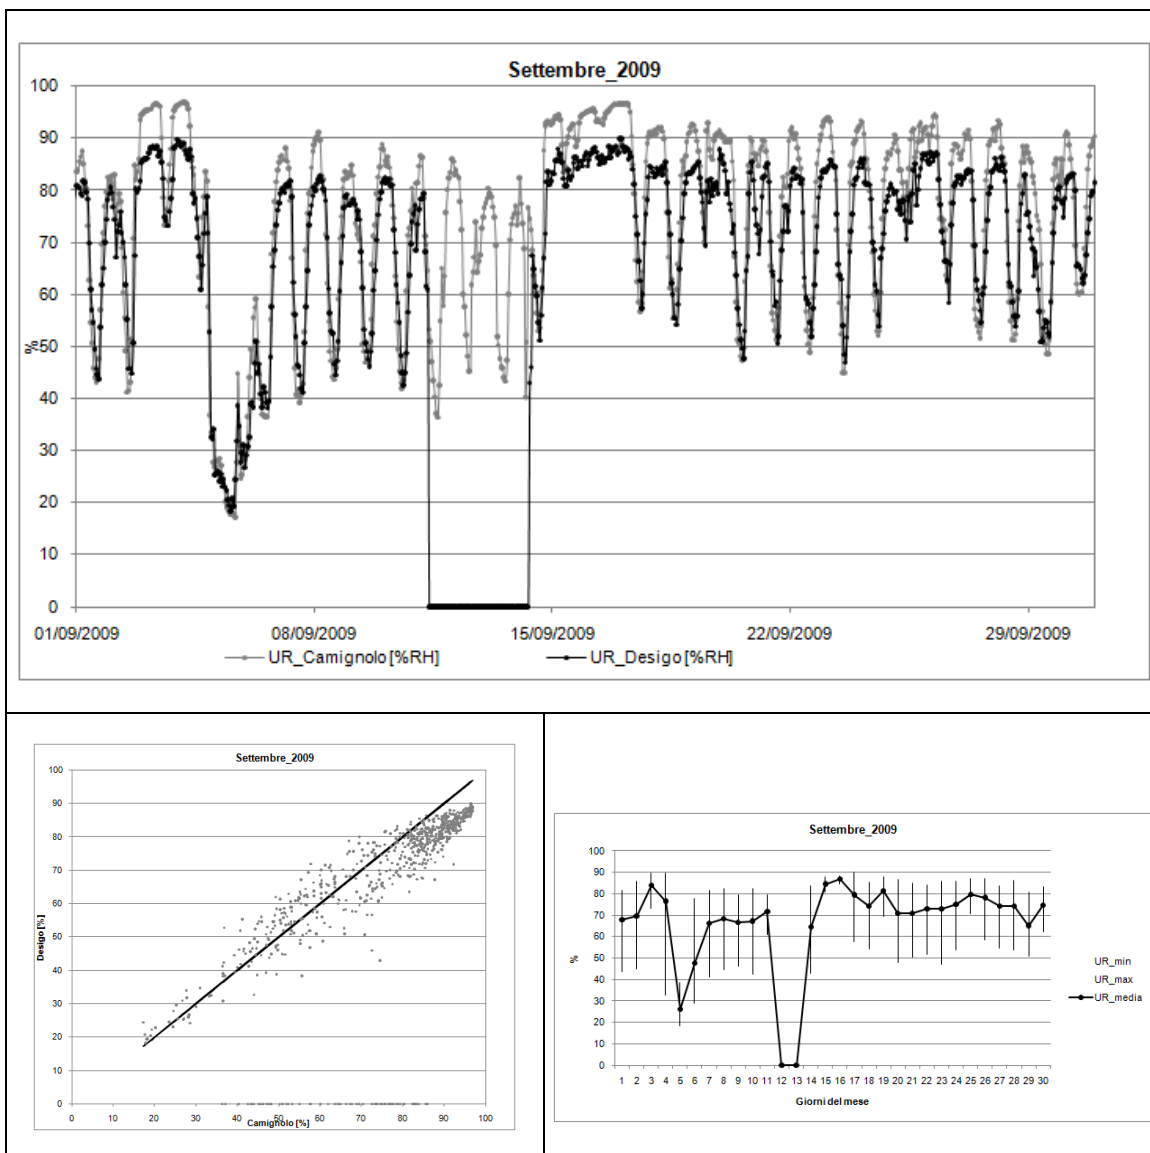 Settembre_2009
100
90
80
70
60
50
40
30
20
10
0
%
01/09/2009 08/09/2009 15/09/2009 22/09/2009 29/09/2009
UR_Camignolo [%RH] UR_Desigo [%RH]
Settembre_2009
100
90
80
70
60
50
40
30
20
10
0
Desigo [%]
0 10 20 30 40 50 60 70 80 90 100
Camignolo [%]
Settembre_2009
100
90
80
70
60
50
40
30
20
10
0
%
1 2 3 4 5 6 7 8 9 10 11 12 13 14 15 16 17 18 19 20 21 22 23 24 25 26 27 28 29 30
Giorni del mese
UR_min
UR_max
UR_media